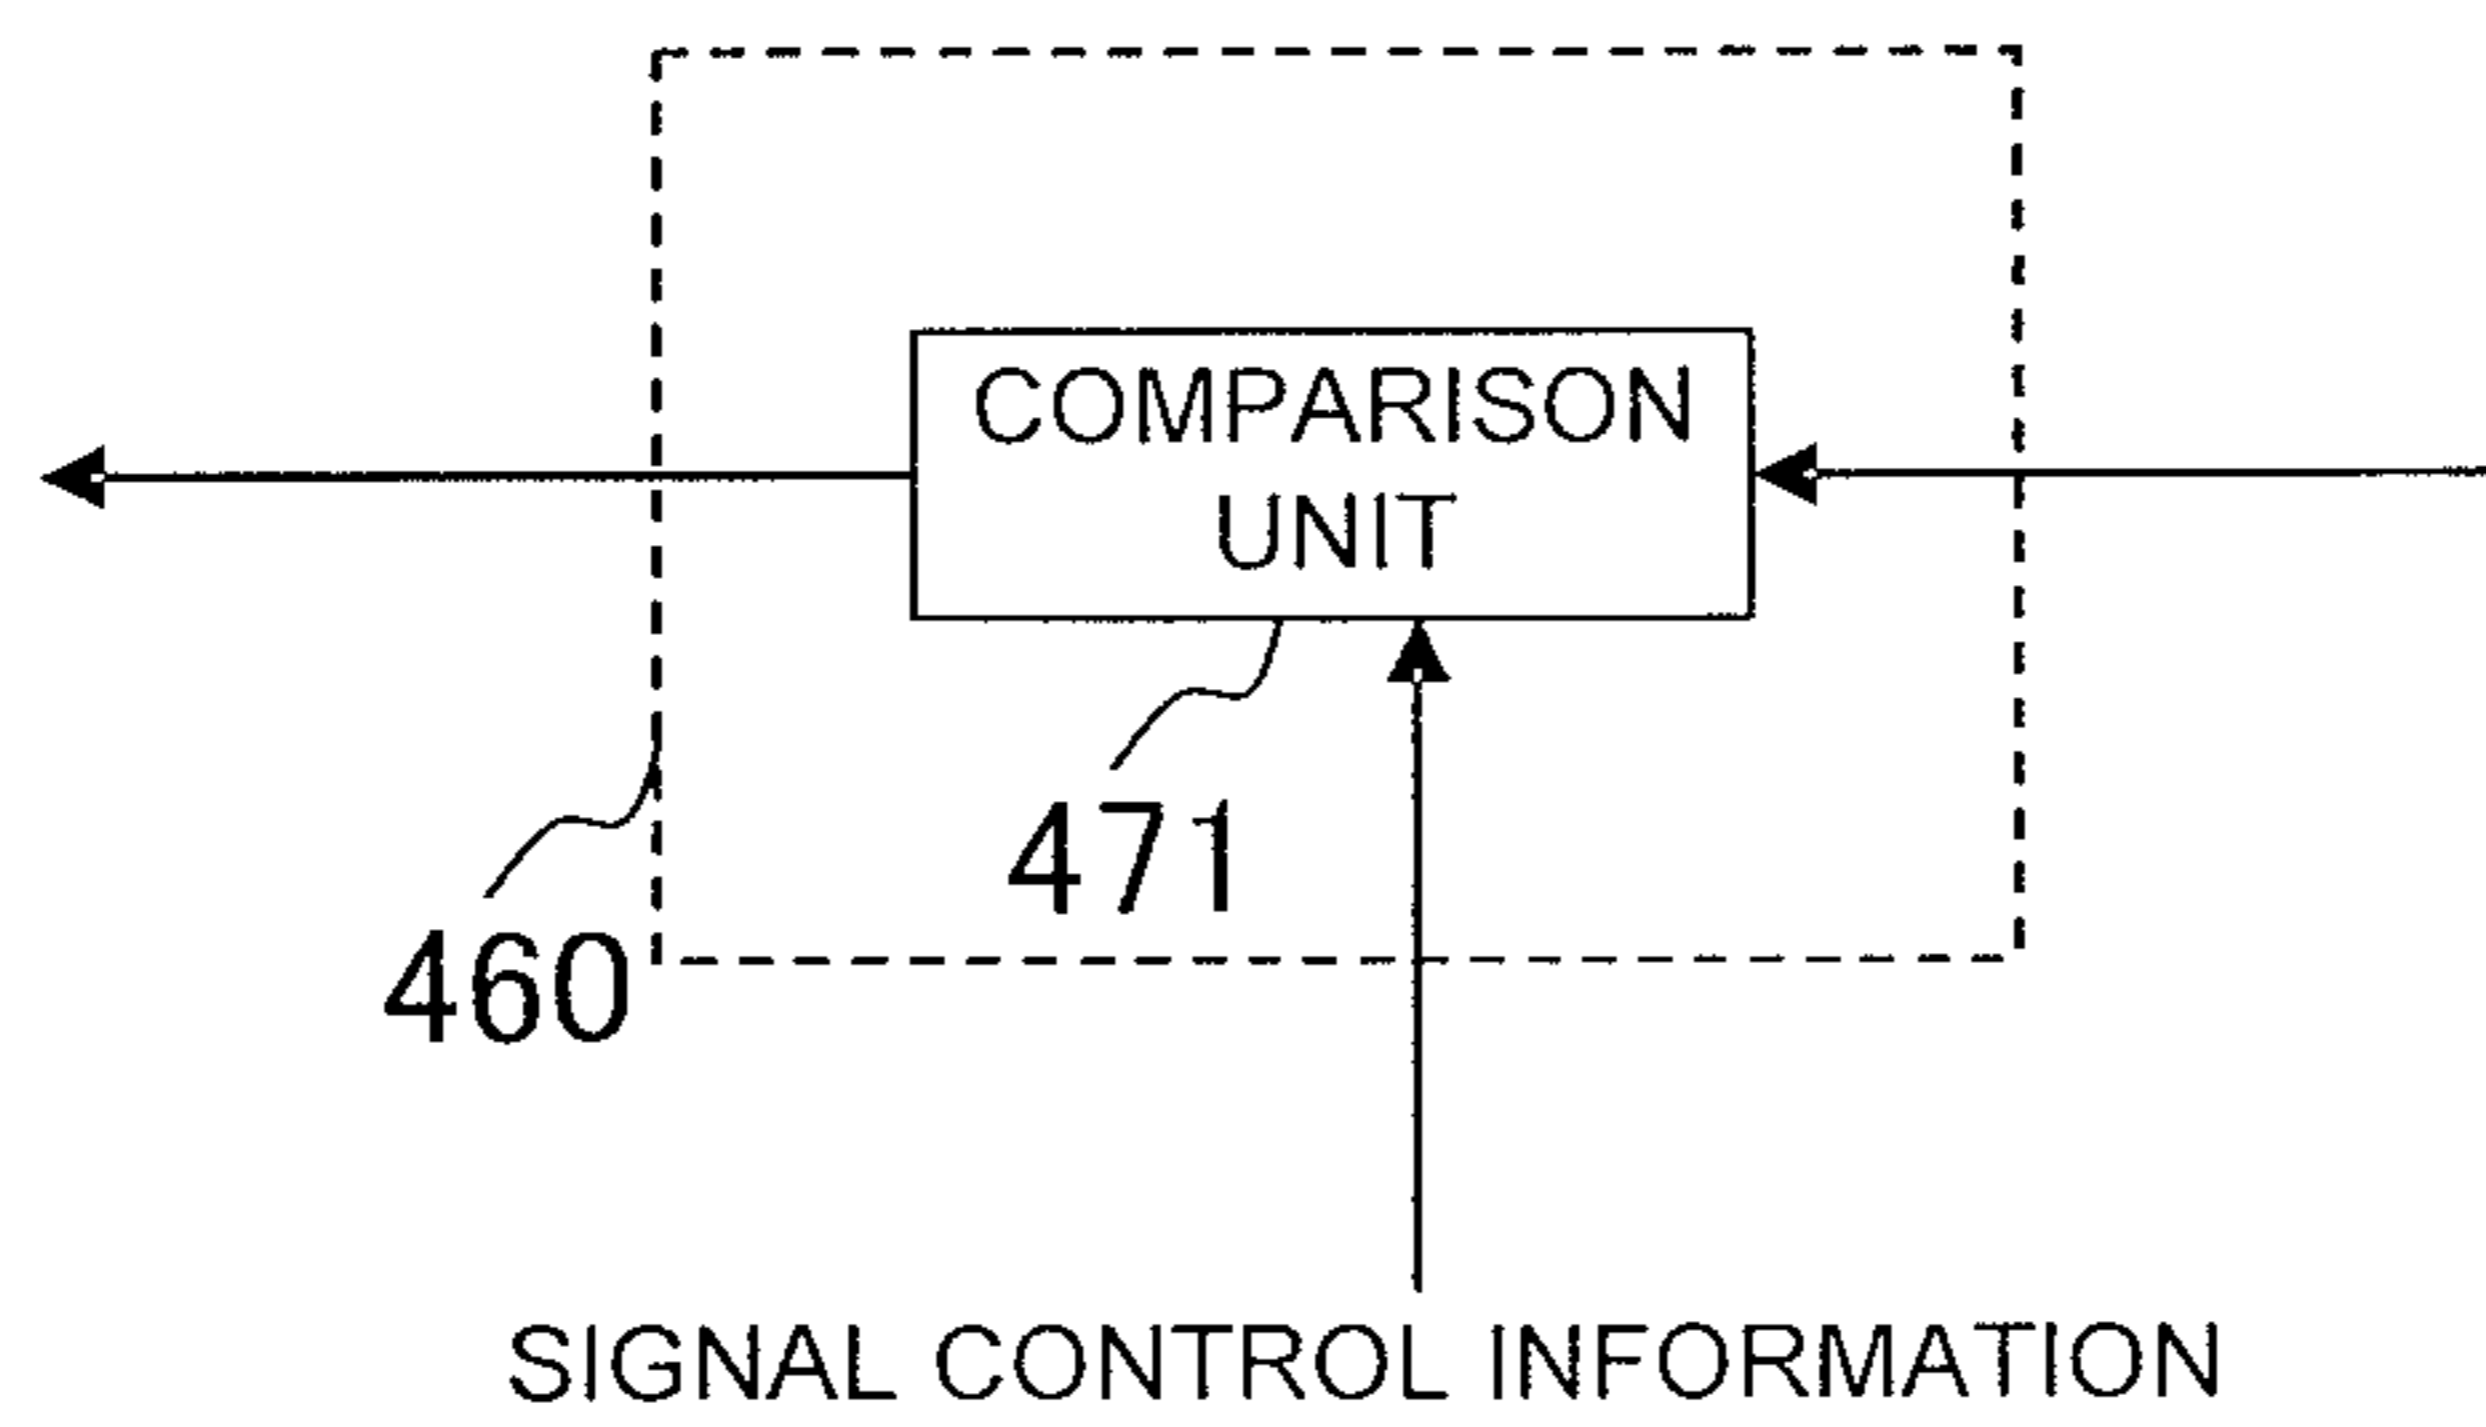 COMPARISON
UNIT
471
460
SIGNAL CONTROL INFORMATION